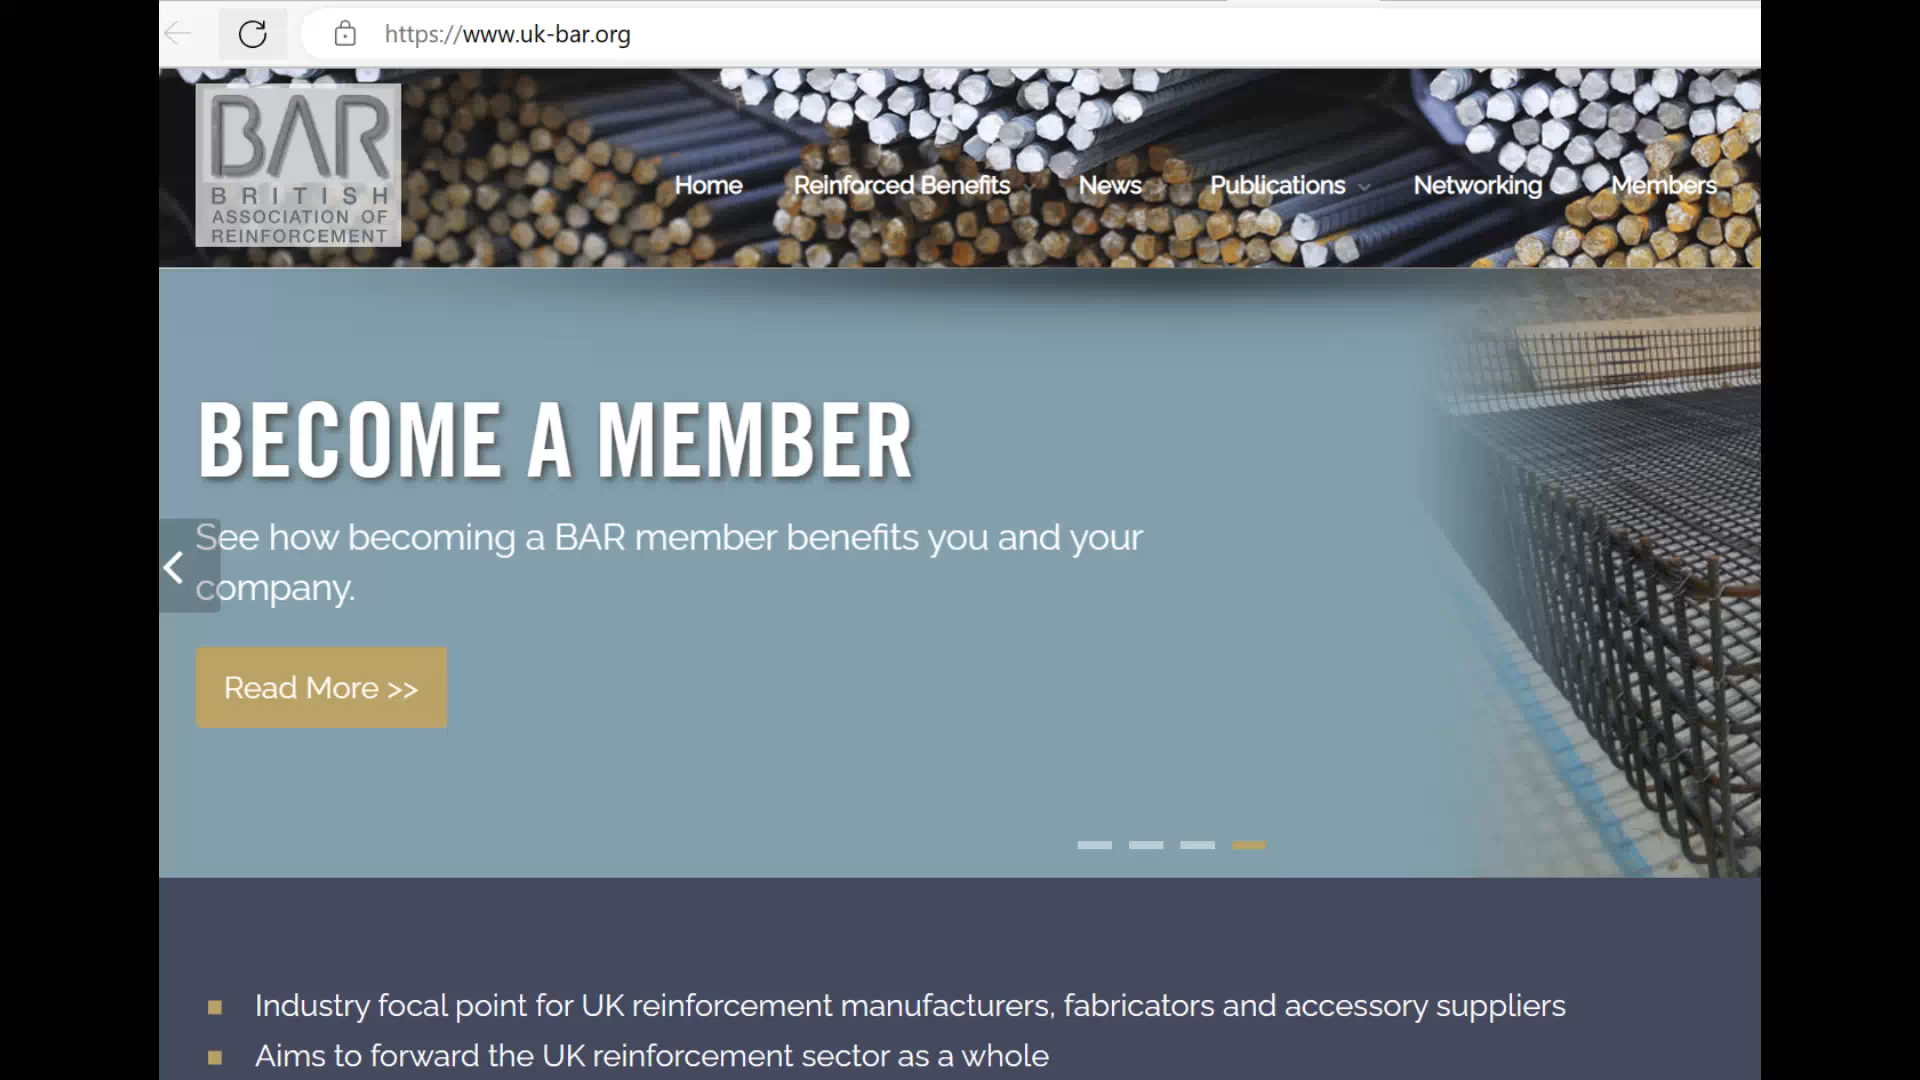 https://www.uk-bar.org
BAR
BRITISH
ASSOCIATION OF
REINFORCEMENT
Home Reinforced Benefits News Publications Networking Members
BECOME A MEMBER
See how becoming a BAR member benefits you and your
company.
Read More >>
Industry focal point for UK reinforcement manufacturers, fabricators and accessory suppliers
Aims to forward the UK reinforcement sector as a whole